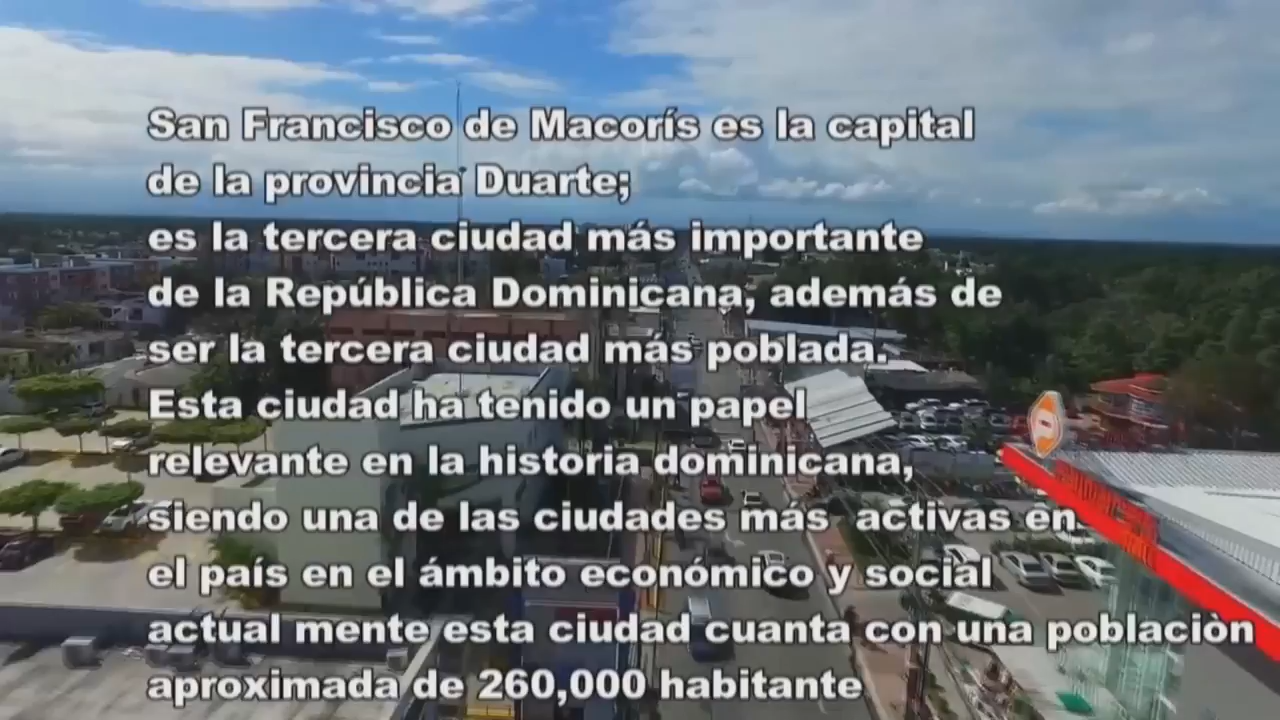 San Francisco de Macorís es la capital
de la provincia Duarte;
es la tercera ciudad más importante
de la República Dominicana, además de
ser la tercera ciudad más poblada.
Esta ciudad ha tenido un papel
relevante en la historia dominicana,
siendo una de las ciudades más  activas en
el país en el ámbito económico y social
actual mente esta ciudad cuanta con una poblaciòn
aproximada de 260,000 habitante